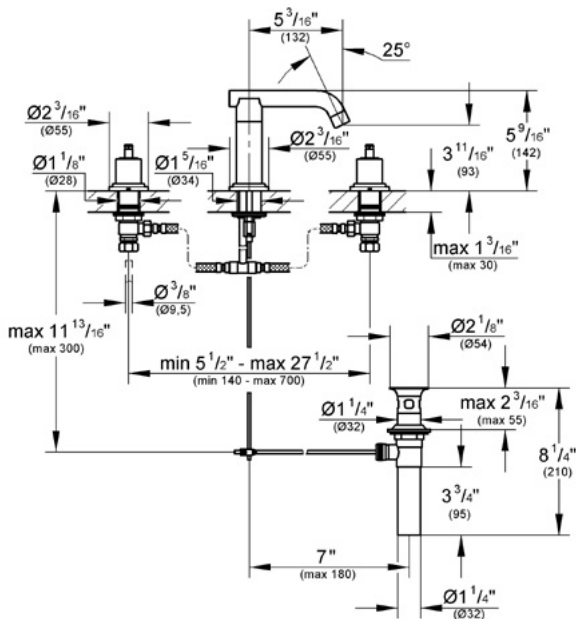 5 3/16"
(132)
25°
Ø2 3/16"
(Ø55)
Ø2 3/16"
(Ø55)
5 9/16"
(142)
3 11/16"
(93)
Ø1 1/8"
(Ø28)
Ø1 5/16"
(Ø34)
max 1 3/16"
(max 30)
Ø3/8"
(Ø9,5)
max 11 13/16"
(max 300)
min 5 1/2" - max 27 1/2"
(min 140 - max 700)
Ø2 1/8"
(Ø54)
Ø1 1/4"
(Ø32)
max 2 3/16"
(max 55)
8 1/4"
(210)
3 3/4"
(95)
7"
(max 180)
Ø1 1/4"
(Ø32)